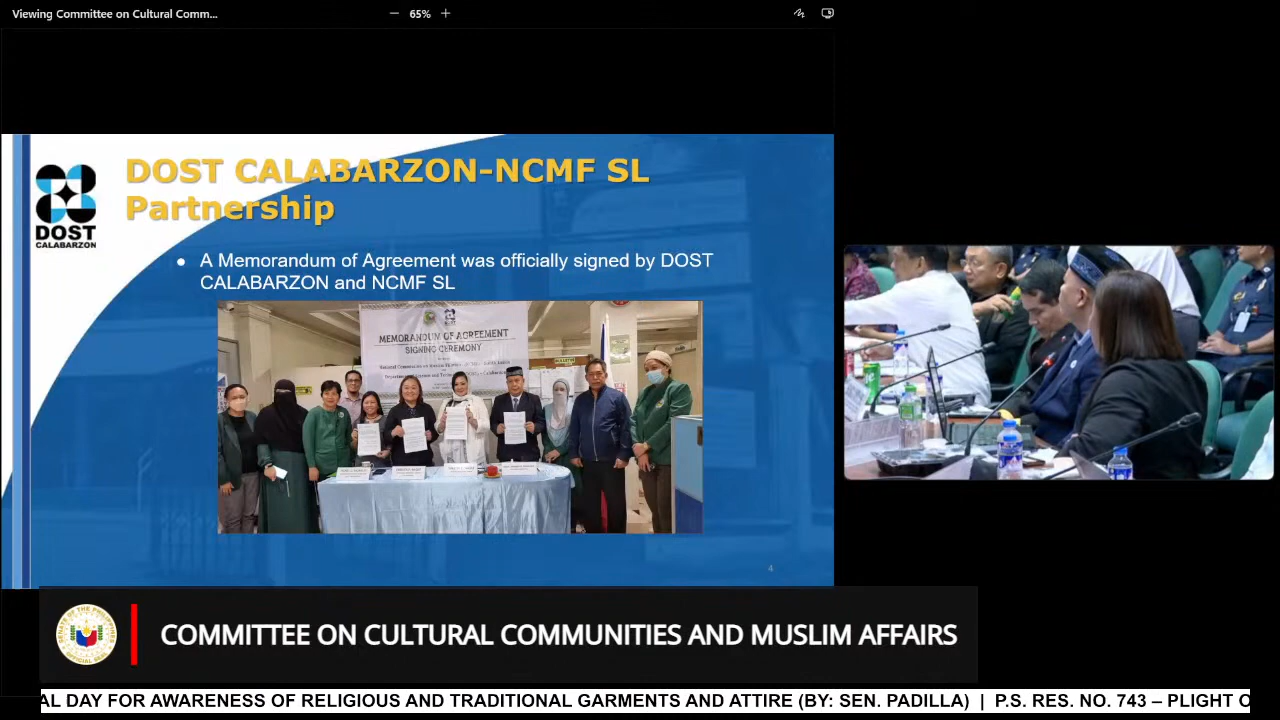 Viewing Committee on Cultural Comm...
65%
DOST CALABARZON-NCMF SL
Partnership
DOST
CALABARZON
A Memorandum of Agreement was officially signed by DOST
CALABARZON and NCMF SL
MEMORANDUM OF AGREEMENT
SIGNING CEREMONY
4
COMMITTEE ON CULTURAL COMMUNITIES AND MUSLIM AFFAIRS
AL DAY FOR AWARENESS OF RELIGIOUS AND TRADITIONAL GARMENTS AND ATTIRE (BY: SEN. PADILLA) | P.S. RES. NO. 743 – PLIGHT O